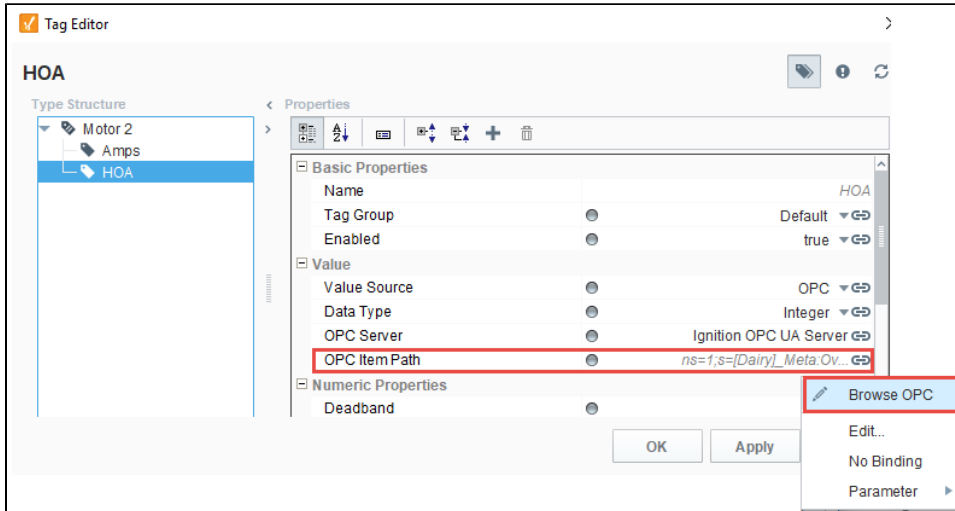 Tag Editor
HOA
Type Structure
Properties
Motor 2
Amps
HOA
Basic Properties
Name HOA
Tag Group Default
Enabled true
Value
Value Source OPC
Data Type Integer
OPC Server Ignition OPC UA Server
OPC Item Path ns=1;s=[Dairy]_Meta:Ov...
Numeric Properties
Deadband
Browse OPC
Edit...
No Binding
Parameter
OK Apply